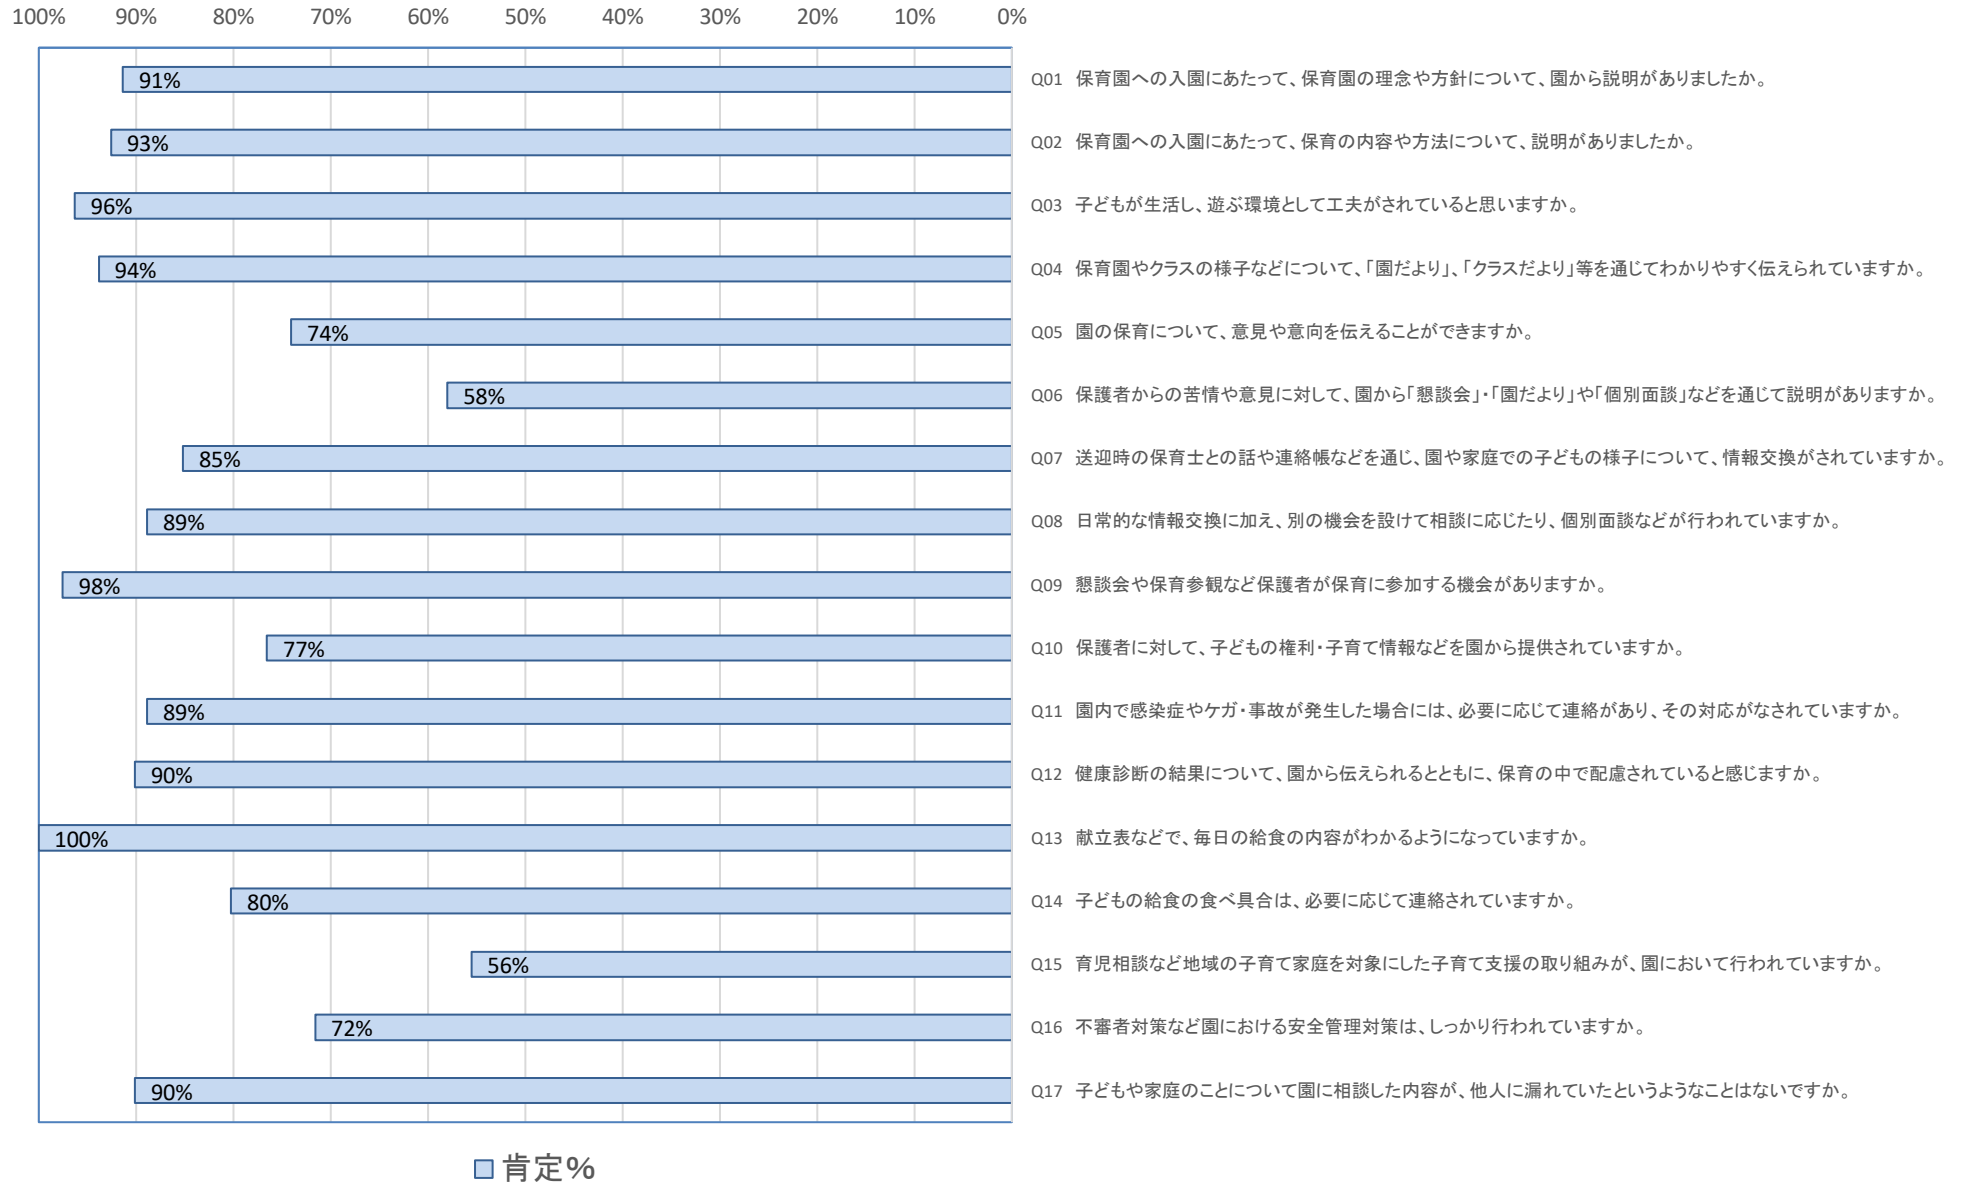 100% 90% 80% 70% 60% 50% 40% 30% 20% 10% 0%
91% Q01 保育園への入園にあたって、保育園の理念や方針について、園から説明がありましたか。
93% Q02 保育園への入園にあたって、保育の内容や方法について、説明がありましたか。
96% Q03 子どもが生活し、遊ぶ環境として工夫がされていると思いますか。
94% Q04 保育園やクラスの様子などについて、「園だより」、「クラスだより」等を通じてわかりやすく伝えられていますか。
74% Q05 園の保育について、意見や意向を伝えることができますか。
58% Q06 保護者からの苦情や意見に対して、園から「懇談会」・「園だより」や「個別面談」などを通じて説明がありますか。
85% Q07 送迎時の保育士との話や連絡帳などを通じ、園や家庭での子どもの様子について、情報交換がされていますか。
89% Q08 日常的な情報交換に加え、別の機会を設けて相談に応じたり、個別面談などが行われていますか。
98% Q09 懇談会や保育参観など保護者が保育に参加する機会がありますか。
77% Q10 保護者に対して、子どもの権利・子育て情報などを園から提供されていますか。
89% Q11 園内で感染症やケガ・事故が発生した場合には、必要に応じて連絡があり、その対応がなされていますか。
90% Q12 健康診断の結果について、園から伝えられるとともに、保育の中で配慮されていると感じますか。
100% Q13 献立表などで、毎日の給食の内容がわかるようになっていますか。
80% Q14 子どもの給食の食べ具合は、必要に応じて連絡されていますか。
56% Q15 育児相談など地域の子育て家庭を対象にした子育て支援の取り組みが、園において行われていますか。
72% Q16 不審者対策など園における安全管理対策は、しっかり行われていますか。
90% Q17 子どもや家庭のことについて園に相談した内容が、他人に漏れていたというようなことはないですか。
肯定%